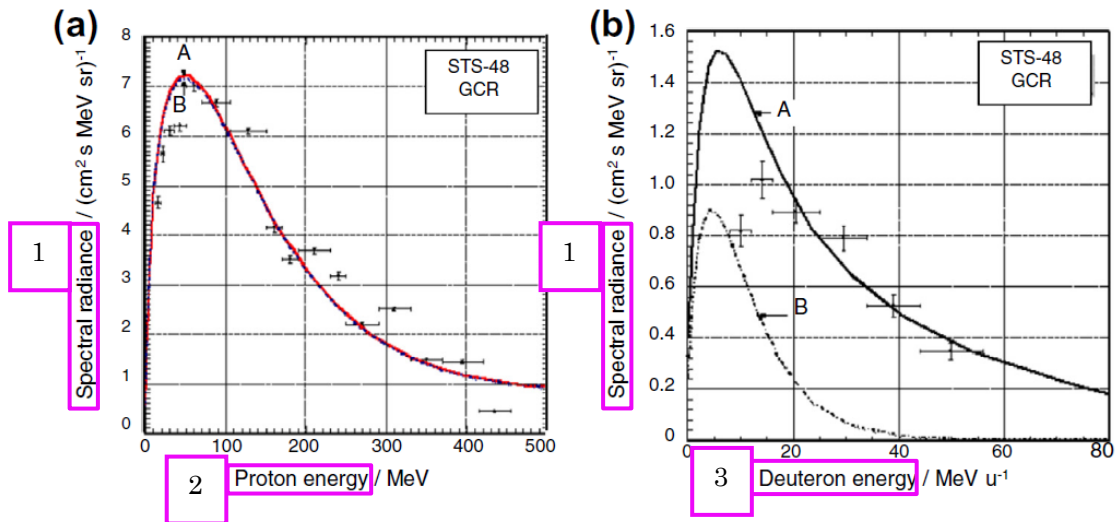 (a)
8
7
6
5
4
3
2
1
0
1
Spectral radiance / (cm² s MeV sr)⁻¹
A
B
STS-48
GCR
0 100 200 300 400 500
2 Proton energy / MeV
(b)
1.6
1.4
1.2
1.0
0.8
0.6
0.4
0.2
0
1
Spectral radiance / (cm² s MeV sr)⁻¹
A
B
STS-48
GCR
0 20 40 60 80
3 Deuteron energy / MeV u⁻¹